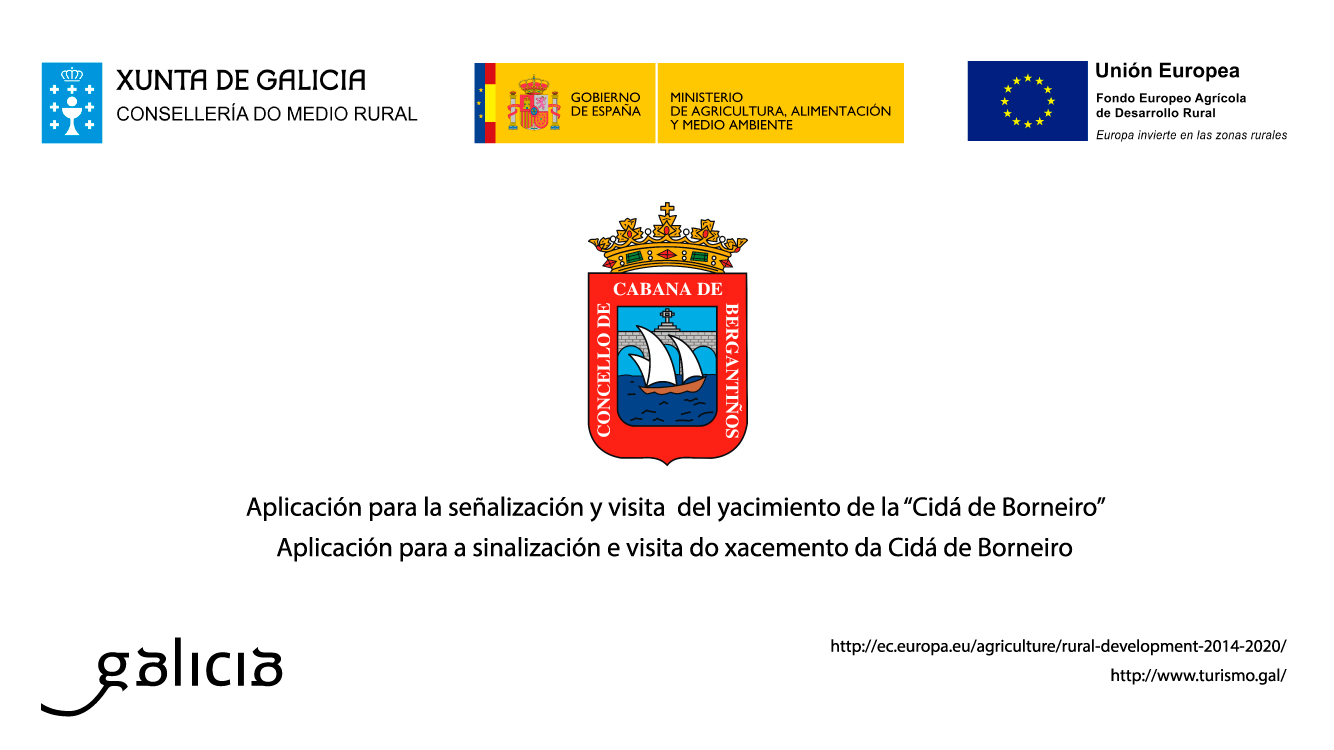 XUNTA DE GALICIA
CONSELLERÍA DO MEDIO RURAL
GOBIERNO
DE ESPAÑA
MINISTERIO
DE AGRICULTURA, ALIMENTACIÓN
Y MEDIO AMBIENTE
Unión Europea
Fondo Europeo Agrícola
de Desarrollo Rural
Europa invierte en las zonas rurales
CONCELLO DE
CABANA DE
BERGANTIÑOS
Aplicación para la señalización y visita  del yacimiento de la “Cidá de Borneiro”
Aplicación para a sinalización e visita do xacemento da Cidá de Borneiro
galicia
http://ec.europa.eu/agriculture/rural-development-2014-2020/
http://www.turismo.gal/